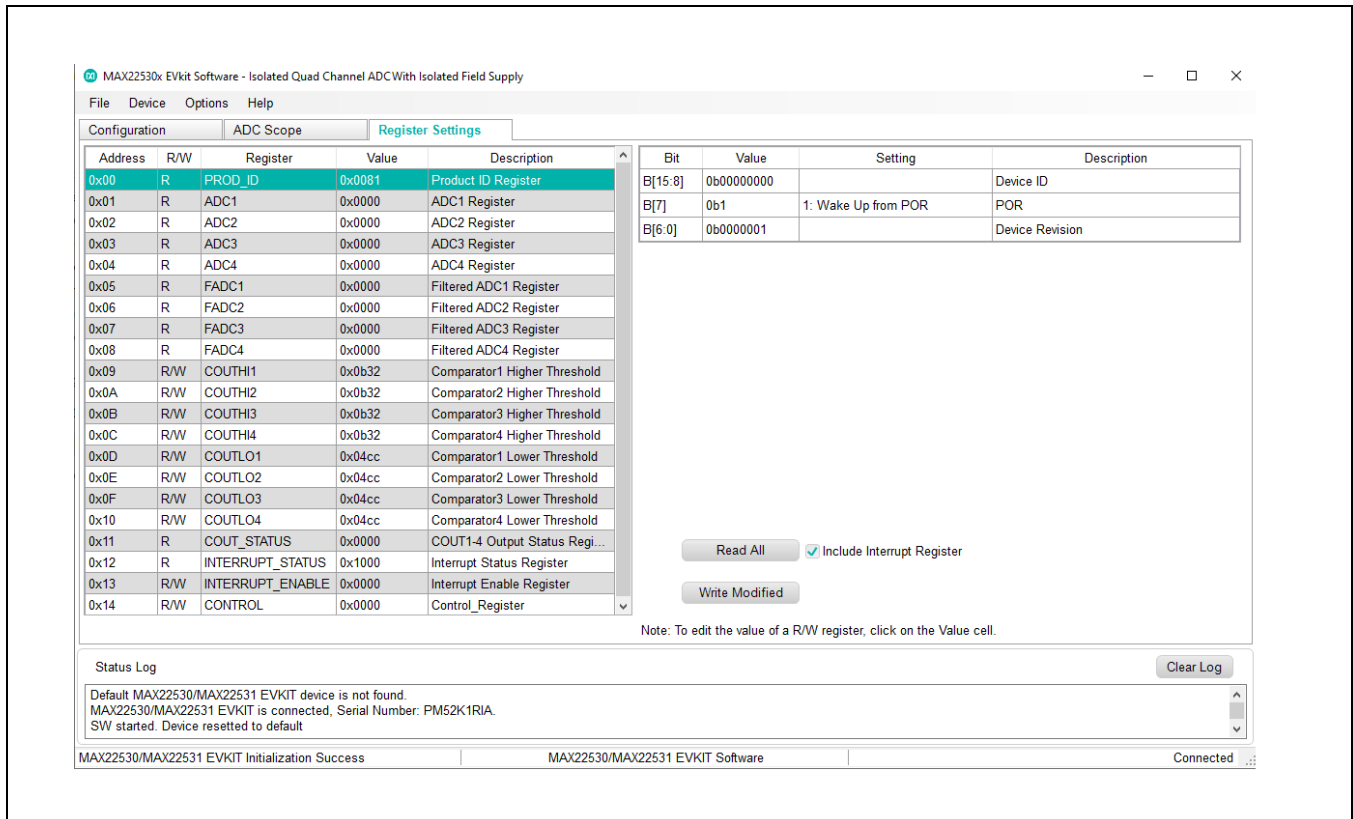 MAX22530x EVkit Software - Isolated Quad Channel ADC With Isolated Field Supply
File Device Options Help
Configuration ADC Scope Register Settings
Address R/W Register Value Description
0x00 R PROD_ID 0x0081 Product ID Register
0x01 R ADC1 0x0000 ADC1 Register
0x02 R ADC2 0x0000 ADC2 Register
0x03 R ADC3 0x0000 ADC3 Register
0x04 R ADC4 0x0000 ADC4 Register
0x05 R FADC1 0x0000 Filtered ADC1 Register
0x06 R FADC2 0x0000 Filtered ADC2 Register
0x07 R FADC3 0x0000 Filtered ADC3 Register
0x08 R FADC4 0x0000 Filtered ADC4 Register
0x09 R/W COUTHI1 0x0b32 Comparator1 Higher Threshold
0x0A R/W COUTHI2 0x0b32 Comparator2 Higher Threshold
0x0B R/W COUTHI3 0x0b32 Comparator3 Higher Threshold
0x0C R/W COUTHI4 0x0b32 Comparator4 Higher Threshold
0x0D R/W COUTLO1 0x04cc Comparator1 Lower Threshold
0x0E R/W COUTLO2 0x04cc Comparator2 Lower Threshold
0x0F R/W COUTLO3 0x04cc Comparator3 Lower Threshold
0x10 R/W COUTLO4 0x04cc Comparator4 Lower Threshold
0x11 R COUT_STATUS 0x0000 COUT1-4 Output Status Regi...
0x12 R INTERRUPT_STATUS 0x1000 Interrupt Status Register
0x13 R/W INTERRUPT_ENABLE 0x0000 Interrupt Enable Register
0x14 R/W CONTROL 0x0000 Control_Register
Bit Value Setting Description
B[15:8] 0b00000000 Device ID
B[7] 0b1 1: Wake Up from POR POR
B[6:0] 0b0000001 Device Revision
Read All Include Interrupt Register
Write Modified
Note: To edit the value of a R/W register, click on the Value cell.
Status Log Clear Log
Default MAX22530/MAX22531 EVKIT device is not found.
MAX22530/MAX22531 EVKIT is connected, Serial Number: PM52K1RIA.
SW started. Device resetted to default
MAX22530/MAX22531 EVKIT Initialization Success MAX22530/MAX22531 EVKIT Software Connected